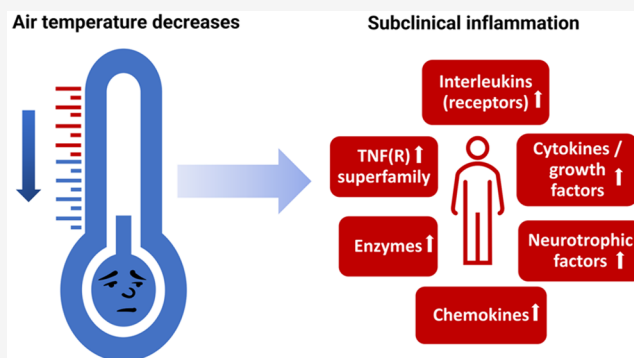 Air temperature decreases
Subclinical inflammation
Interleukins
(receptors)
TNF(R)
superfamily
Cytokines /
growth
factors
Enzymes
Neurotrophic
factors
Chemokines